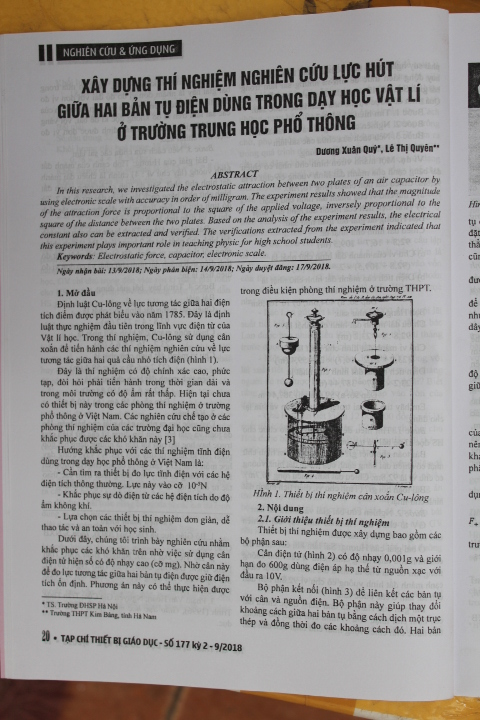 NGHIÊN CỨU & ỨNG DỤNG
XÂY DỰNG THÍ NGHIỆM NGHIÊN CỨU LỰC HÚT
GIỮA HAI BẢN TỤ ĐIỆN DÙNG TRONG DẠY HỌC VẬT LÍ
Ở TRƯỜNG TRUNG HỌC PHỔ THÔNG
Dương Xuân Quý*, Lê Thị Quyên**
ABSTRACT
In this research, we investigated the electrostatic attraction between two plates of an air capacitor by
using electronic scale with accuracy in order of milligram. The experiment results showed that the magnitude
of the attraction force is proportional to the square of the applied voltage, inversely proportional to the
square of the distance between the two plates. Based on the analysis of the experiment results, the electrical
constant also can be extracted and verified. The verifications extracted from the experiment indicated that
this experiment plays important role in teaching physic for high school students.
Keywords: Electrostatic force, capacitor, electronic scale.
Ngày nhận bài: 13/9/2018; Ngày phản biện: 14/9/2018; Ngày duyệt đăng: 17/9/2018.
1. Mở đầu
Định luật Cu-lông về lực tương tác giữa hai điện
tích điểm được phát biểu vào năm 1785. Đây là định
luật thực nghiệm đầu tiên trong lĩnh vực điện từ của
Vật lí học. Trong thí nghiệm, Cu-lông sử dụng cân
xoắn để tiến hành các thí nghiệm nghiên cứu về lực
tương tác giữa hai quả cầu nhỏ tích điện (hình 1).
Đây là thí nghiệm có độ chính xác cao, phức
tạp, đòi hỏi phải tiến hành trong thời gian dài và
trong môi trường có độ ẩm rất thấp. Hiện tại chưa
có thiết bị này trong các phòng thí nghiệm ở trường
phổ thông ở Việt Nam. Các nghiên cứu chế tạo ở các
phòng thí nghiệm của các trường đại học cũng chưa
khắc phục được các khó khăn này [3]
Hướng khắc phục với các thí nghiệm tĩnh điện
dùng trong dạy học phổ thông ở Việt Nam là:
- Cần tìm ra thiết bị đo lực tĩnh điện với các hệ
điện tích thông thường. Lực này vào cỡ 10⁻³N
- Khắc phục sự dò điện từ các hệ điện tích do độ
ẩm không khí.
- Lựa chọn các thiết bị thí nghiệm đơn giản, dễ
thao tác và an toàn với học sinh.
Dưới đây, chúng tôi trình bày nghiên cứu nhằm
khắc phục các khó khăn trên nhờ việc sử dụng cân
điện tử hiện số có độ nhạy cao (cỡ mg). Nhờ cân này
để đo lực tương tác giữa hai bản tụ điện được giữ điện
tích ổn định. Phương án này có thể thực hiện được
* TS. Trường ĐHSP Hà Nội
** Trường THPT Kim Bảng, tỉnh Hà Nam
trong điều kiện phòng thí nghiệm ở trường THPT.
Hình 1. Thiết bị thí nghiệm cân xoắn Cu-lông
2. Nội dung
2.1. Giới thiệu thiết bị thí nghiệm
Thiết bị thí nghiệm được xây dựng bao gồm các
bộ phận sau:
Cân điện tử (hình 2) có độ nhạy 0,001g và giới
hạn đo 600g dùng điện áp hạ thế từ nguồn xạc với
đầu ra 10V.
Bộ phận kết nối (hình 3) để liên kết các bản tụ
với cân và nguồn điện. Bộ phận này giúp thay đổi
khoảng cách giữa hai bản tụ bằng cách dịch một trục
thép và đồng thời đo các khoảng cách đó. Hai bản
20 • TẠP CHÍ THIẾT BỊ GIÁO DỤC - SỐ 177 kỳ 2 - 9/2018